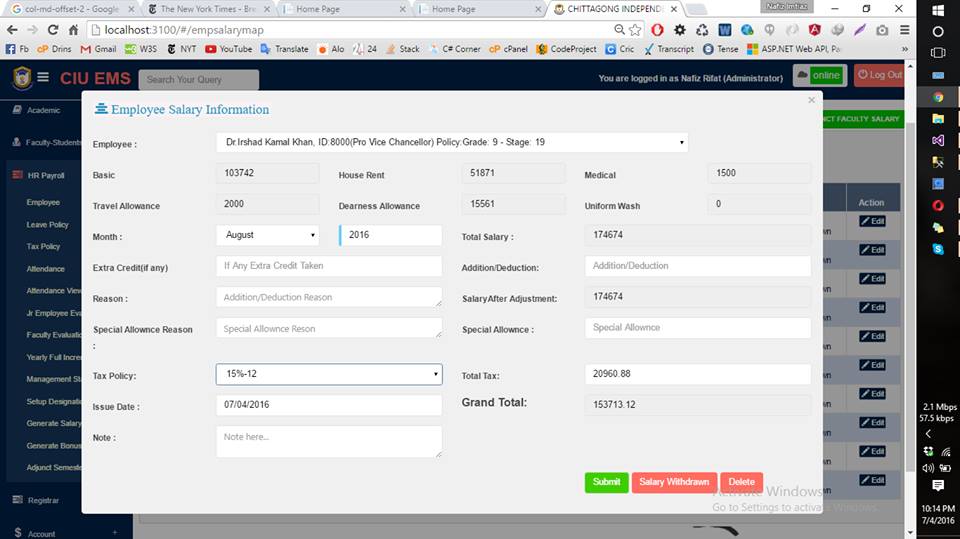 col-md-offset-2 - Google
The New York Times - Bre
Home Page
Home Page
CHITTAGONG INDEPENDE
Nafiz Imtiaz
localhost:3100/#/empsalarymap
Fb
cP Drins
Gmail
W3S
NYT
YouTube
Translate
Alo
24
Stack
C# Corner
cPanel
CodeProject
Criv
Transcript
Tense
ASP.NET Web API, Pa
CIU EMS
Search Your Query
You are logged in as Nafiz Rifat (Administrator)
online
Log Out
Academic
Faculty-Students
HR Payroll
Employee
Leave Policy
Tax Policy
Attendance
Attendance View
Jr Employee Eva
Faculty Evaluatio
Yearly Full Increm
Management Sta
Setup Designatio
Generate Salary
Generate Bonus
Adjunct Semeste
Registrar
Account +
NCT FACULTY SALARY
Action
Edit
Edit
Edit
Edit
Edit
Edit
Edit
Edit
Edit
Edit
Employee Salary Information
×
Employee : Dr.Irshad Kamal Khan, ID:8000(Pro Vice Chancellor) Policy:Grade: 9 - Stage: 19
Basic 103742 House Rent 51871 Medical 1500
Travel Allowance 2000 Dearness Allowance 15561 Uniform Wash 0
Month : August 2016 Total Salary : 174674
Extra Credit(if any) If Any Extra Credit Taken Addition/Deduction: Addition/Deduction
Reason : Addition/Deduction Reason SalaryAfter Adjustment: 174674
Special Allownce Reason : Special Allownce Reson Special Allownce : Special Allownce
Tax Policy: 15%-12 Total Tax: 20960.88
Issue Date : 07/04/2016 Grand Total: 153713.12
Note : Note here...
Submit Salary Withdrawn Delete
Activate Windows
Go to Settings to activate Windows.
2.1 Mbps
57.5 kbps
10:14 PM
7/4/2016